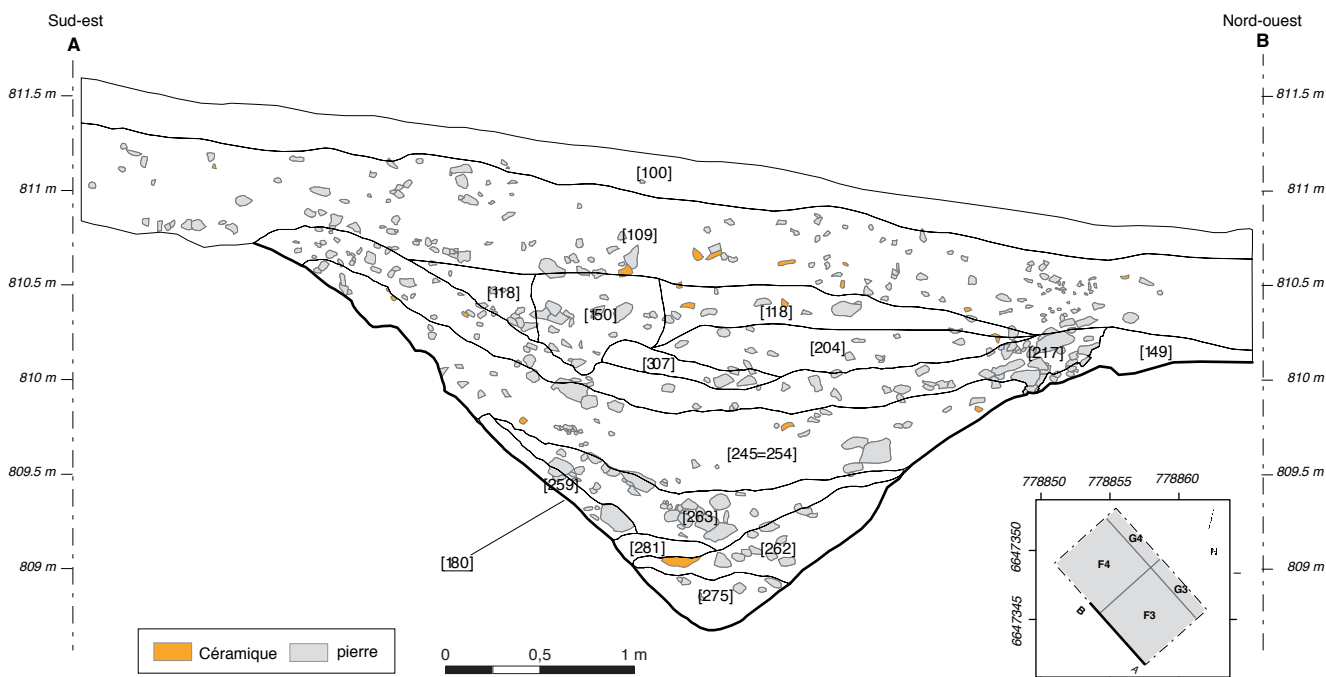 Sud-est
Nord-ouest
A
B
811.5 m
811.5 m
[100]
811 m
811 m
[109]
810.5 m
810.5 m
[118]
[150]
[118]
[204]
[217]
[149]
[307]
810 m
810 m
[245=254]
809.5 m
809.5 m
[259]
[263]
[281]
[262]
[180]
809 m
809 m
[275]
Céramique
pierre
0
0,5
1 m
778850
778855
778860
6647350
6647345
N
G4
F4
G3
F3
B
A